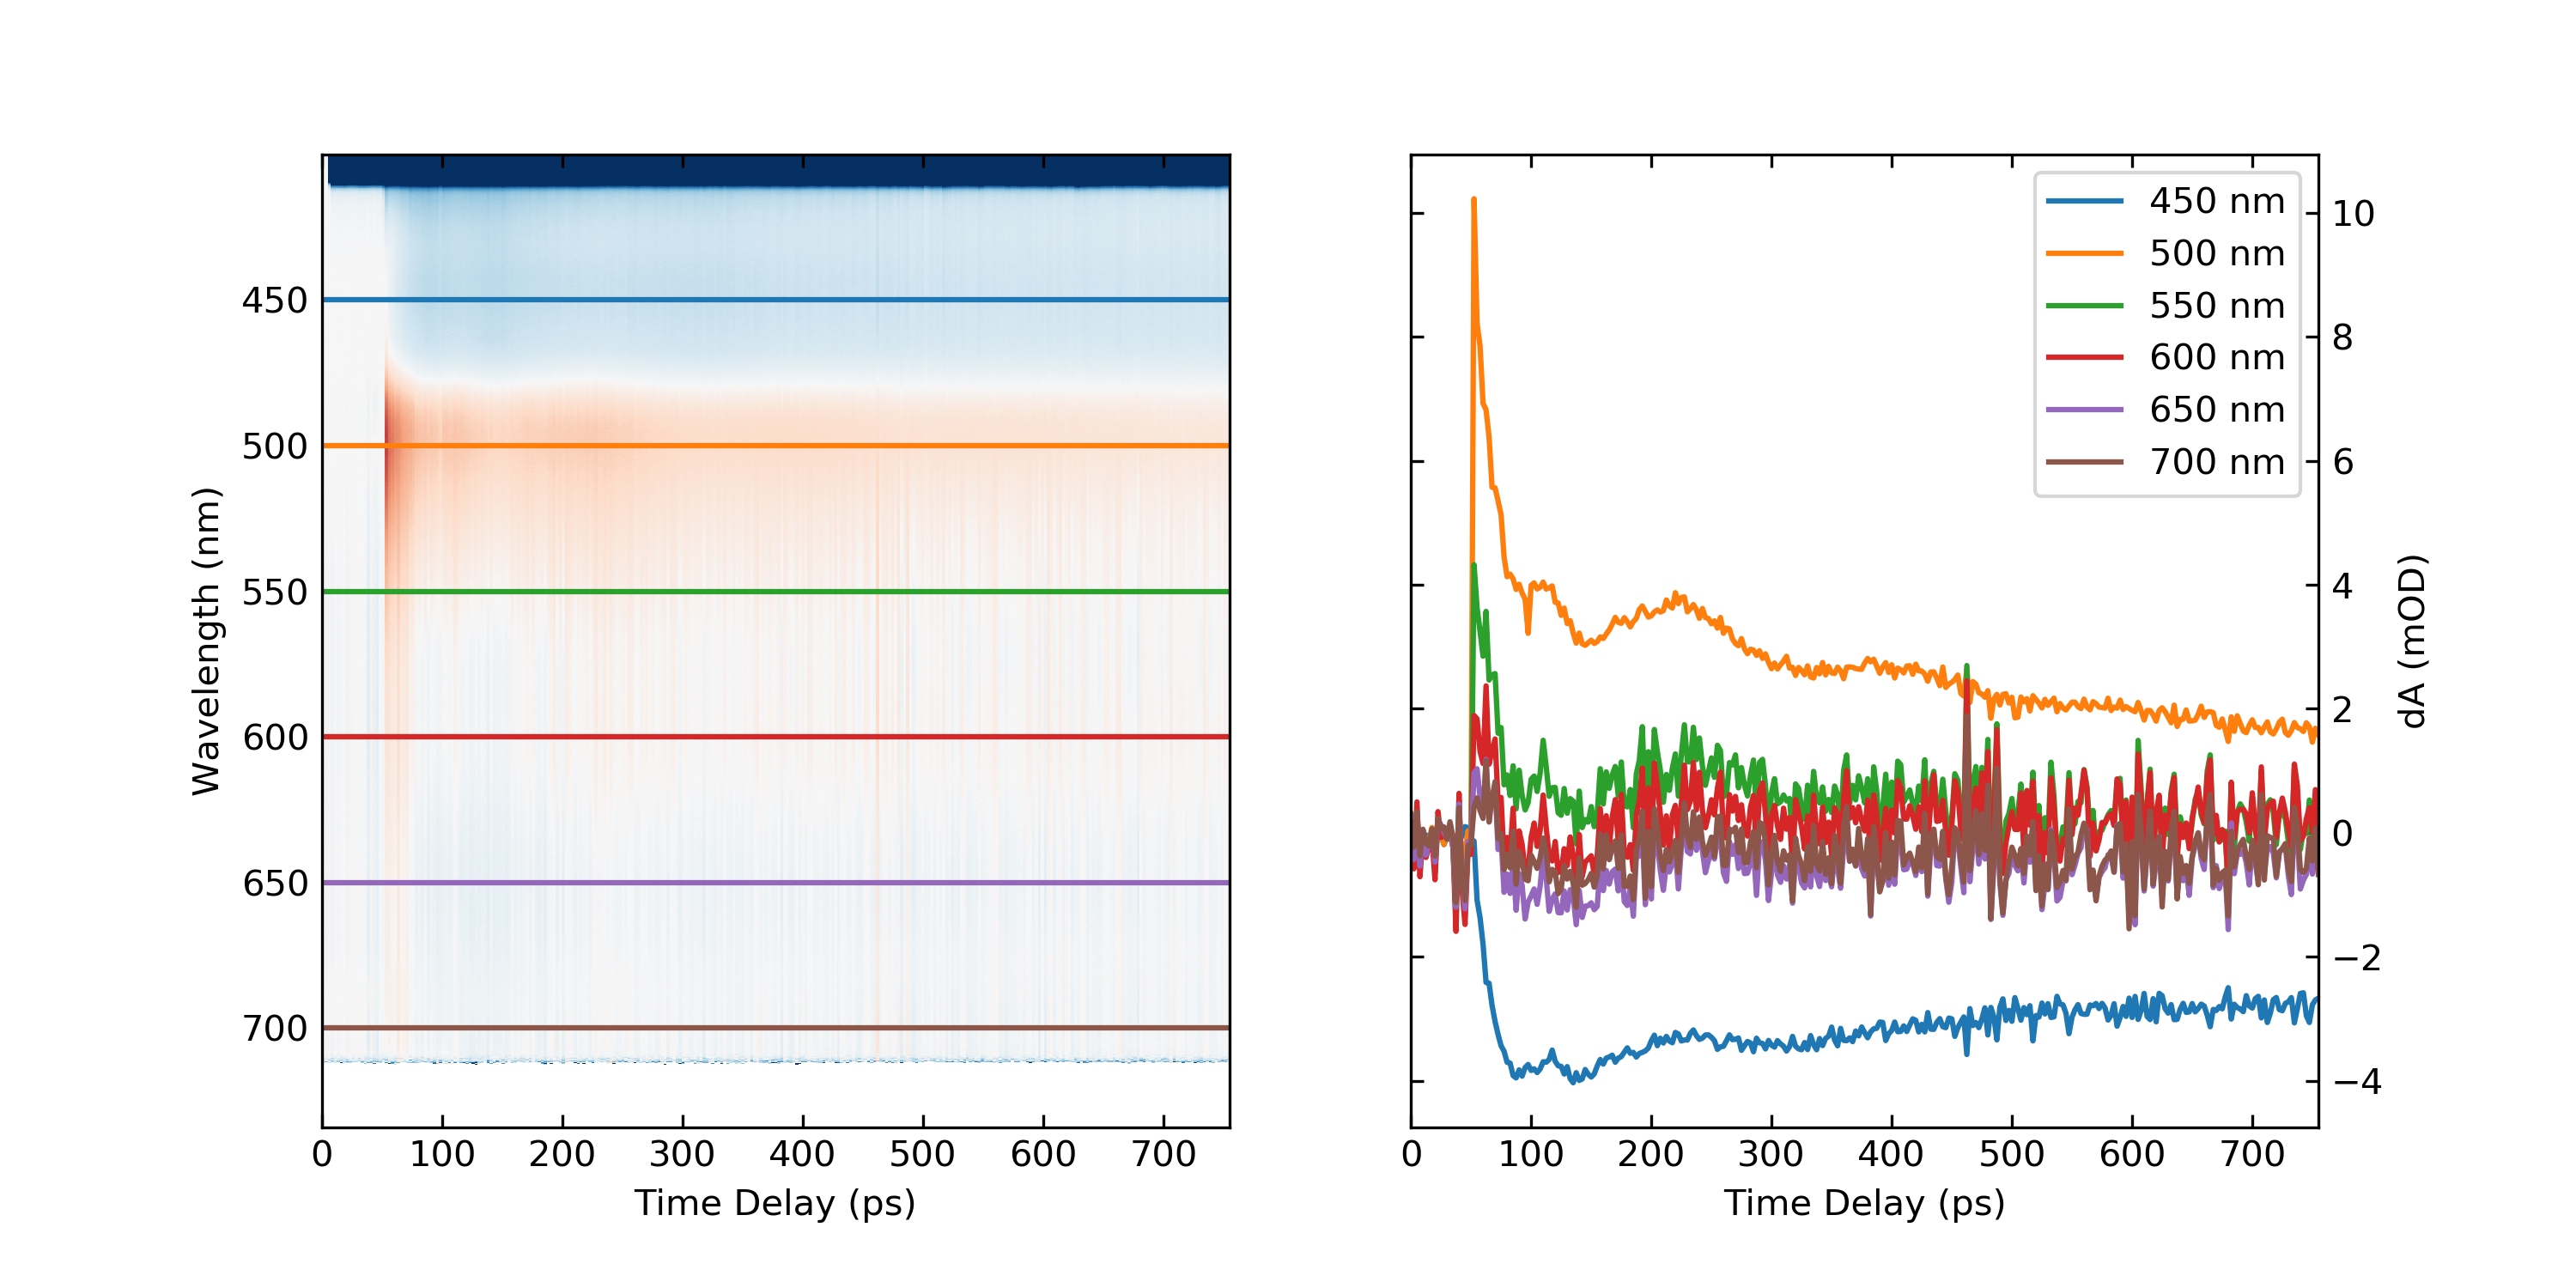 Wavelength (nm)
450
500
550
600
650
700
0 100 200 300 400 500 600 700
Time Delay (ps)
450 nm
500 nm
550 nm
600 nm
650 nm
700 nm
10
8
6
4
2
0
−2
−4
dA (mOD)
0 100 200 300 400 500 600 700
Time Delay (ps)